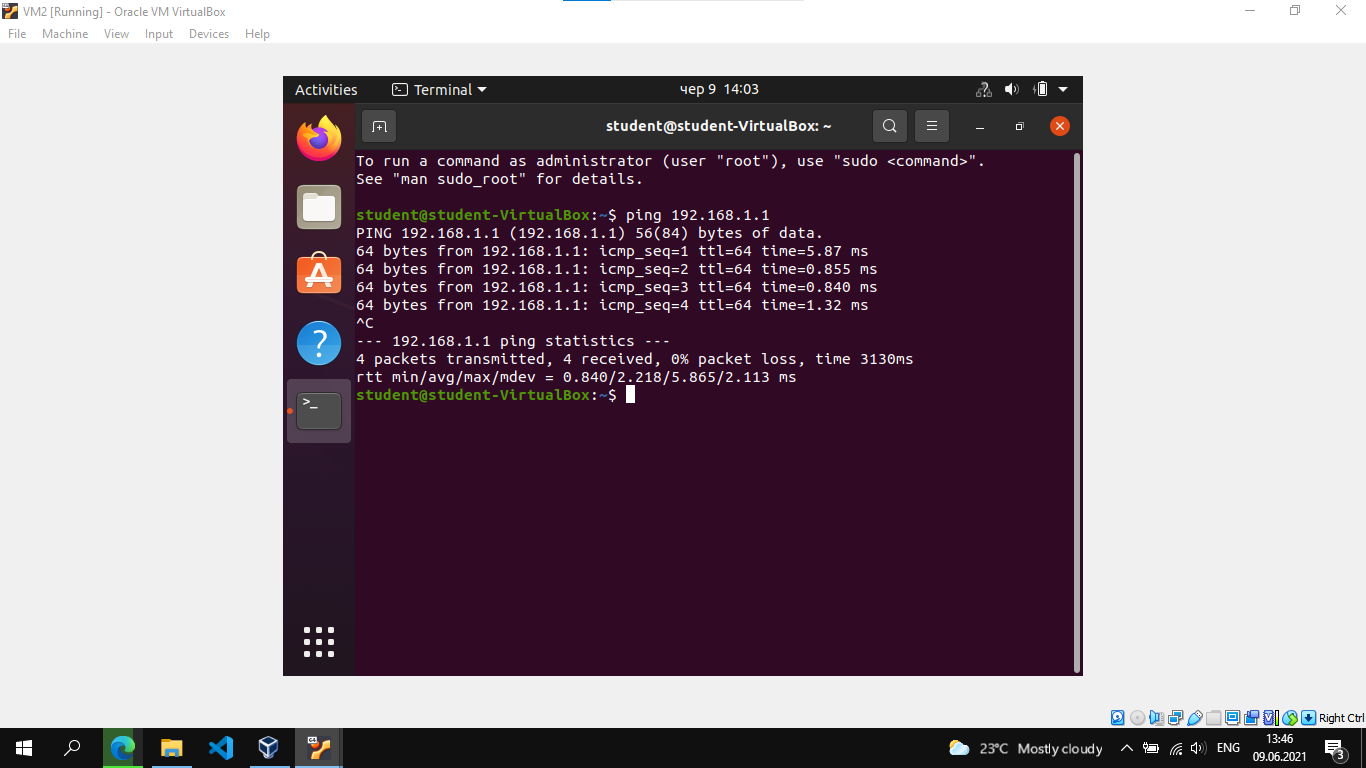 VM2 [Running] - Oracle VM VirtualBox
File Machine View Input Devices Help
Activities Terminal чер 9 14:03
student@student-VirtualBox: ~
To run a command as administrator (user "root"), use "sudo <command>".
See "man sudo_root" for details.
student@student-VirtualBox:~$ ping 192.168.1.1
PING 192.168.1.1 (192.168.1.1) 56(84) bytes of data.
64 bytes from 192.168.1.1: icmp_seq=1 ttl=64 time=5.87 ms
64 bytes from 192.168.1.1: icmp_seq=2 ttl=64 time=0.855 ms
64 bytes from 192.168.1.1: icmp_seq=3 ttl=64 time=0.840 ms
64 bytes from 192.168.1.1: icmp_seq=4 ttl=64 time=1.32 ms
^C
--- 192.168.1.1 ping statistics ---
4 packets transmitted, 4 received, 0% packet loss, time 3130ms
rtt min/avg/max/mdev = 0.840/2.218/5.865/2.113 ms
student@student-VirtualBox:~$
Right Ctrl
23°C Mostly cloudy ENG 13:46
09.06.2021 3